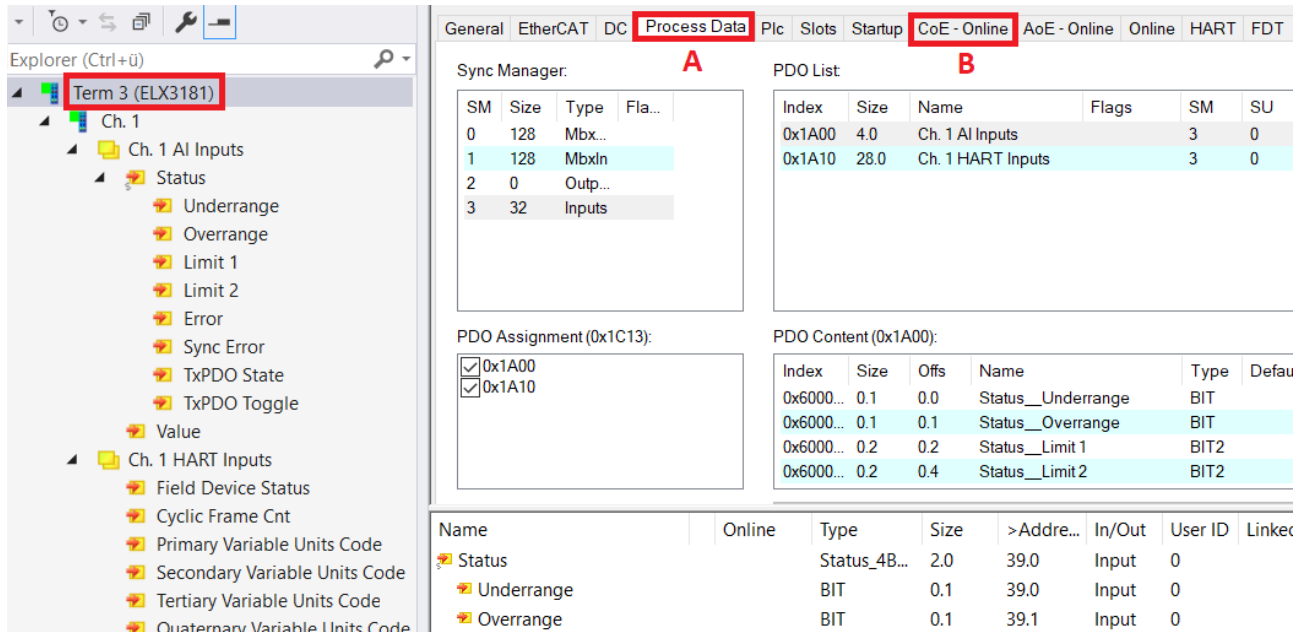 Explorer (Ctrl+ü)
Term 3 (ELX3181)
Ch. 1
Ch. 1 AI Inputs
Status
Underrange
Overrange
Limit 1
Limit 2
Error
Sync Error
TxPDO State
TxPDO Toggle
Value
Ch. 1 HART Inputs
Field Device Status
Cyclic Frame Cnt
Primary Variable Units Code
Secondary Variable Units Code
Tertiary Variable Units Code
Quaternary Variable Units Code
General EtherCAT DC Process Data Plc Slots Startup CoE - Online AoE - Online Online HART FDT
A B
Sync Manager:
SM Size Type Fla...
0 128 Mbx...
1 128 MbxIn
2 0 Outp...
3 32 Inputs
PDO List:
Index Size Name Flags SM SU
0x1A00 4.0 Ch. 1 AI Inputs 3 0
0x1A10 28.0 Ch. 1 HART Inputs 3 0
PDO Assignment (0x1C13):
0x1A00
0x1A10
PDO Content (0x1A00):
Index Size Offs Name Type Defau
0x6000... 0.1 0.0 Status__Underrange BIT
0x6000... 0.1 0.1 Status__Overrange BIT
0x6000... 0.2 0.2 Status__Limit 1 BIT2
0x6000... 0.2 0.4 Status__Limit 2 BIT2
Name Online Type Size >Addre... In/Out User ID Linked
Status Status_4B... 2.0 39.0 Input 0
Underrange BIT 0.1 39.0 Input 0
Overrange BIT 0.1 39.1 Input 0